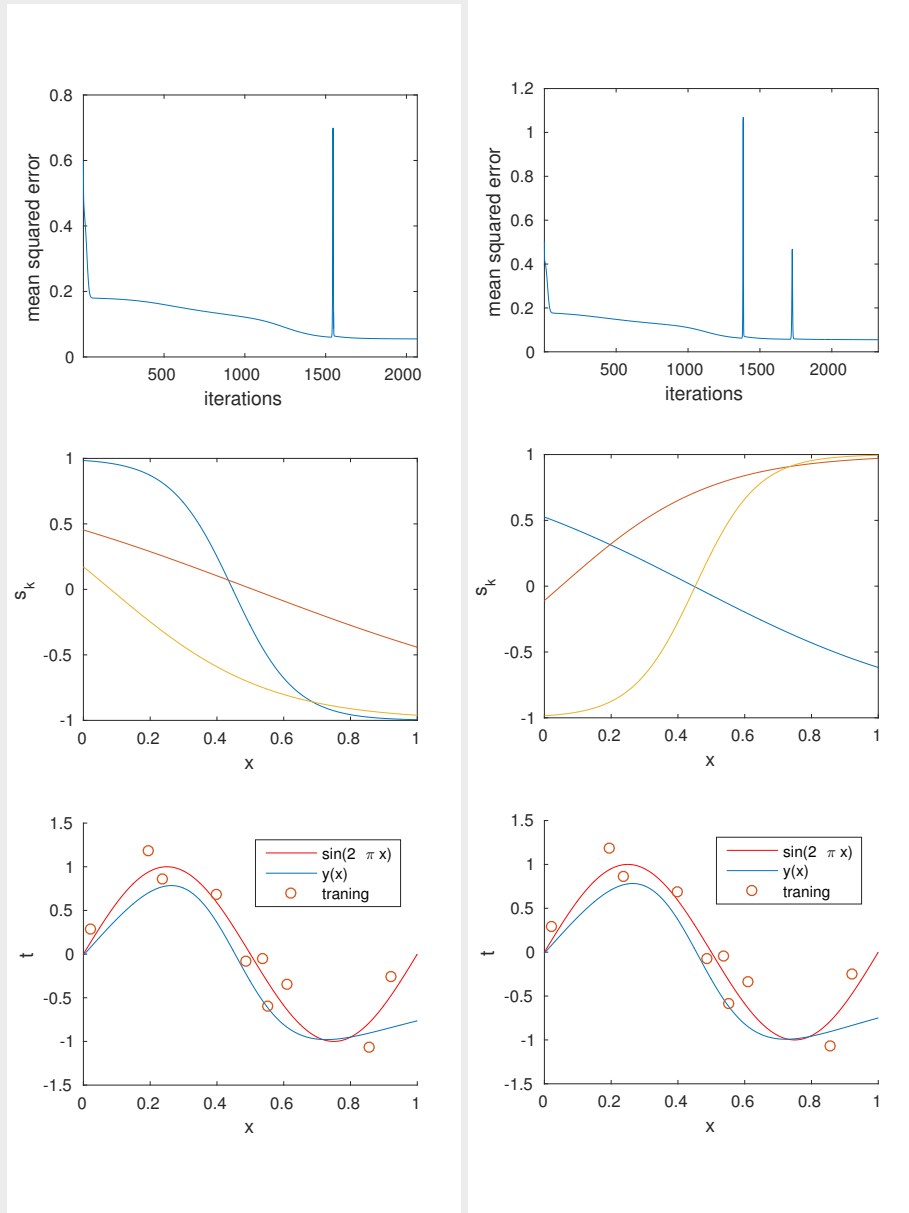 0.8
0.6
0.4
0.2
0
mean squared error
500 1000 1500 2000
iterations
1.2
1
0.8
0.6
0.4
0.2
0
mean squared error
500 1000 1500 2000
iterations
1
0.5
0
-0.5
-1
s_k
0 0.2 0.4 0.6 0.8 1
x
1
0.5
0
-0.5
-1
s_k
0 0.2 0.4 0.6 0.8 1
x
1.5
1
0.5
0
-0.5
-1
-1.5
t
sin(2 π x)
y(x)
traning
0 0.2 0.4 0.6 0.8 1
x
1.5
1
0.5
0
-0.5
-1
-1.5
t
sin(2 π x)
y(x)
traning
0 0.2 0.4 0.6 0.8 1
x